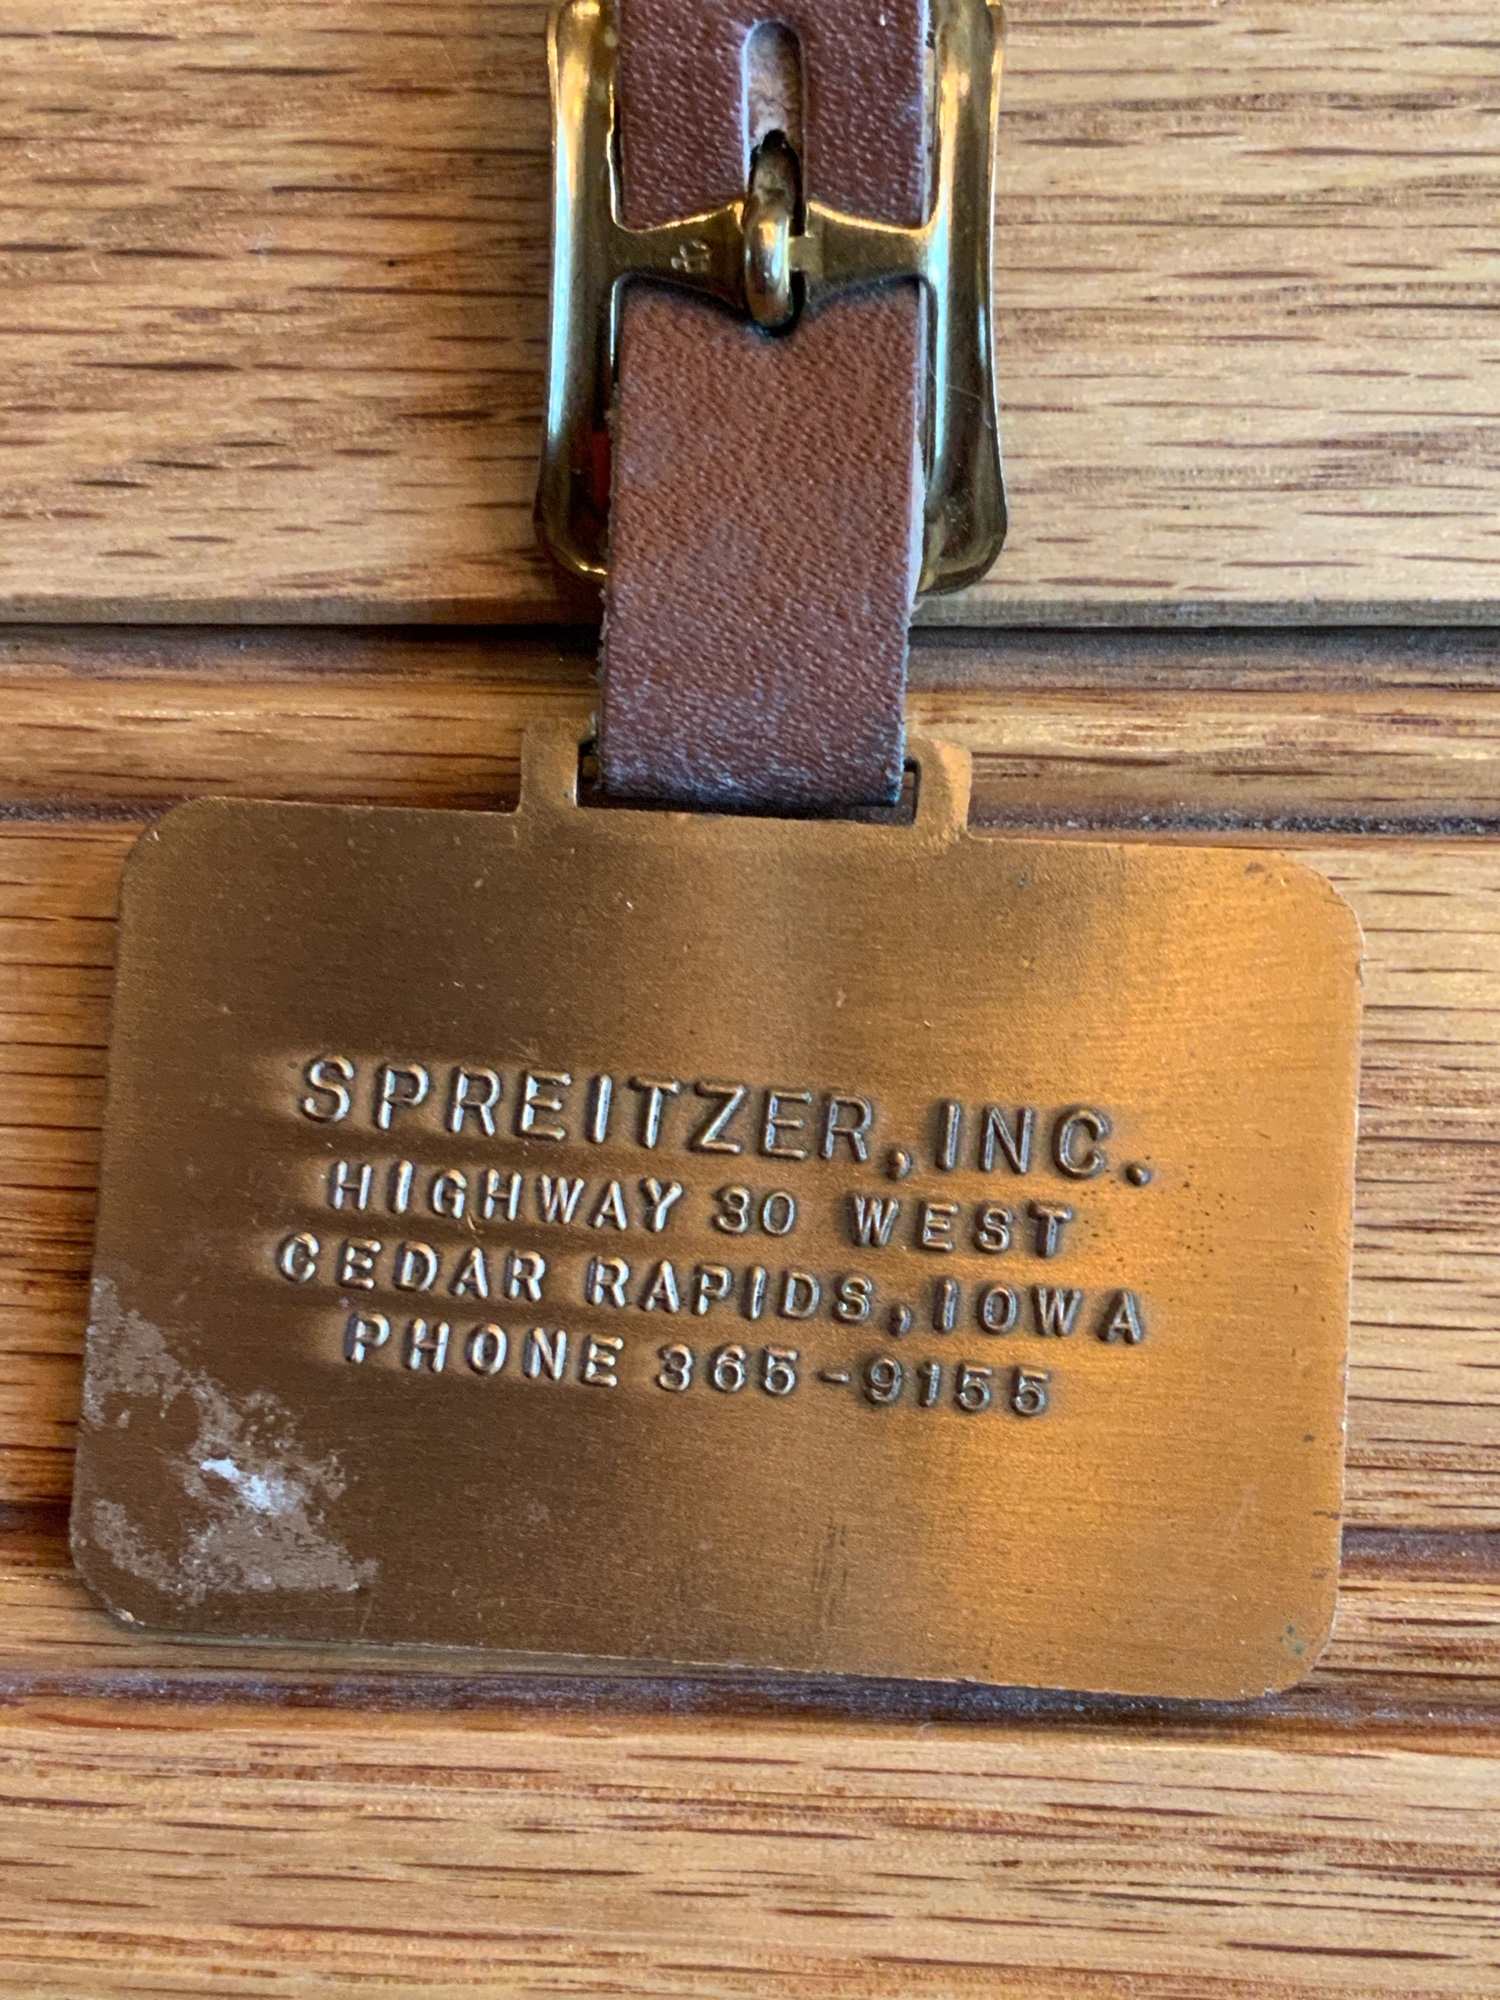 SPREITZER, INC.
HIGHWAY 30 WEST
CEDAR RAPIDS, IOWA
PHONE 365-9155